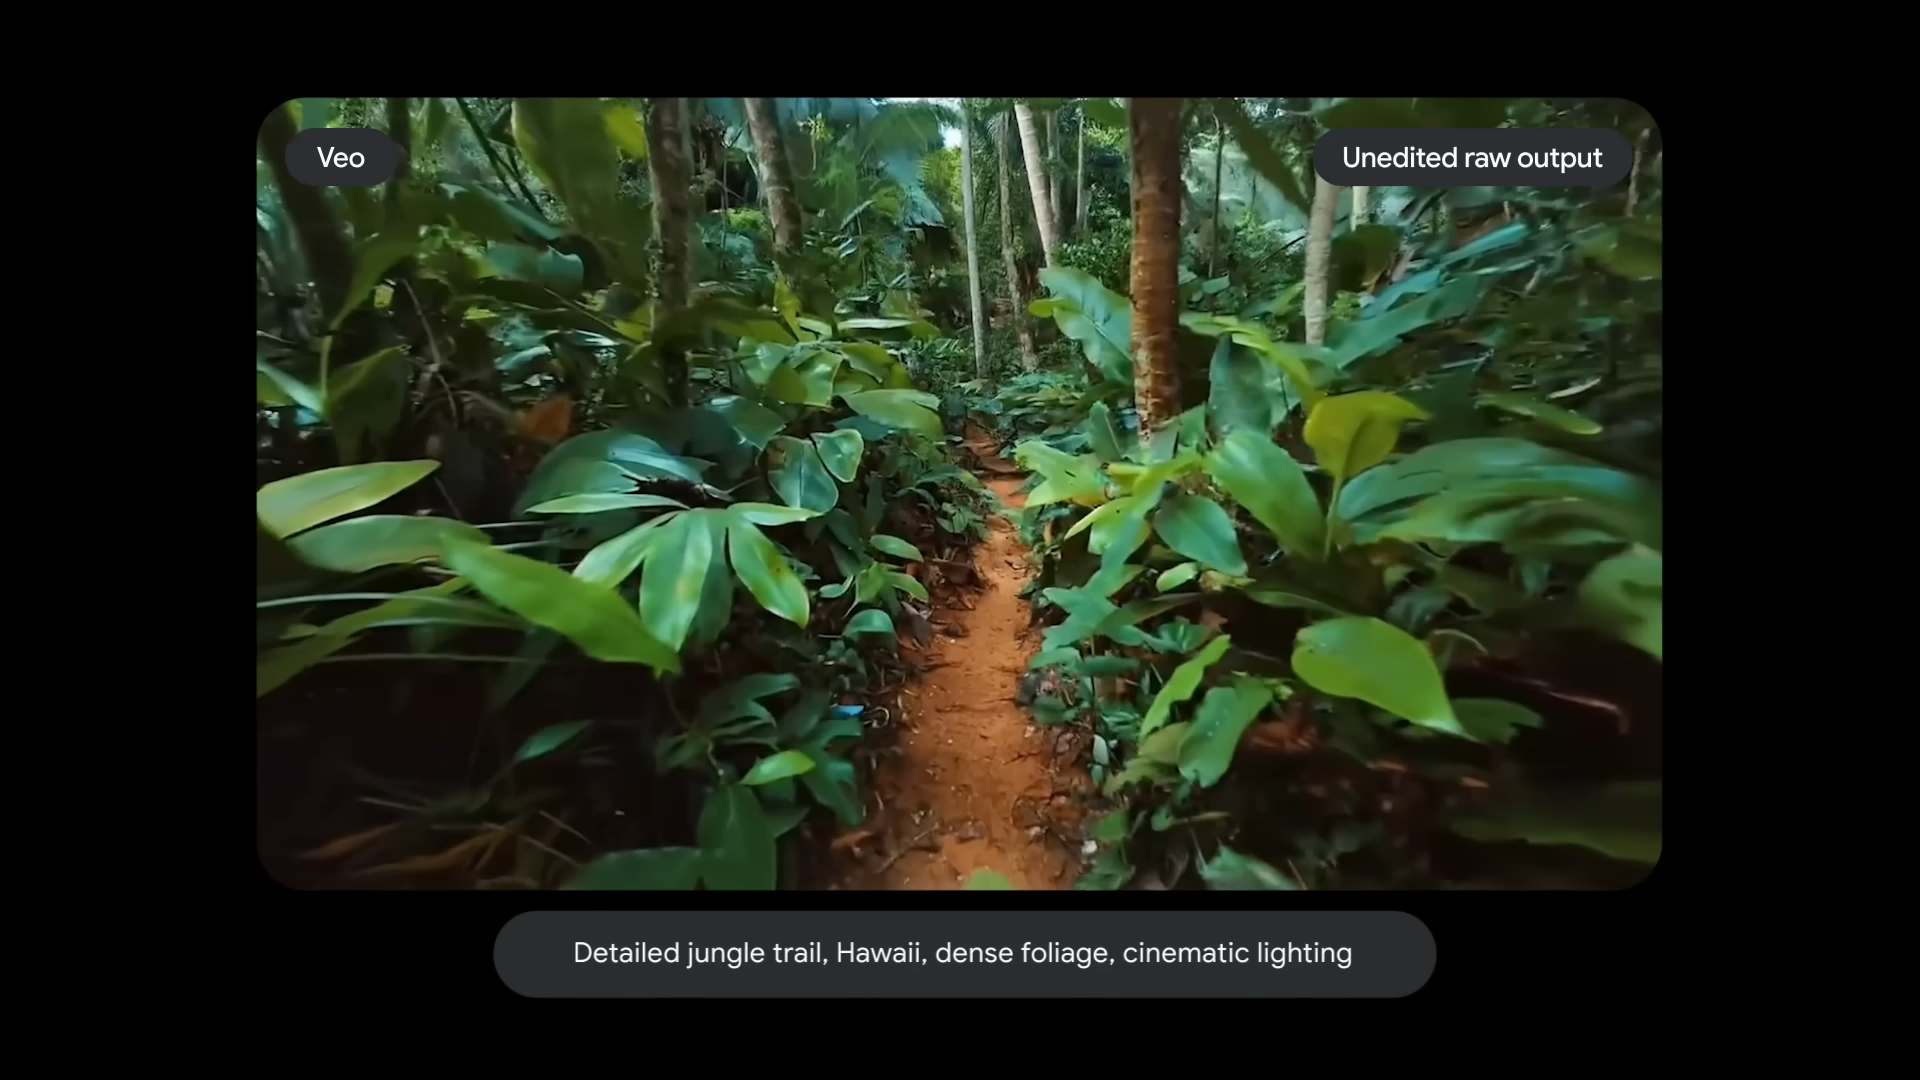 Veo
Unedited raw output
Detailed jungle trail, Hawaii, dense foliage, cinematic lighting